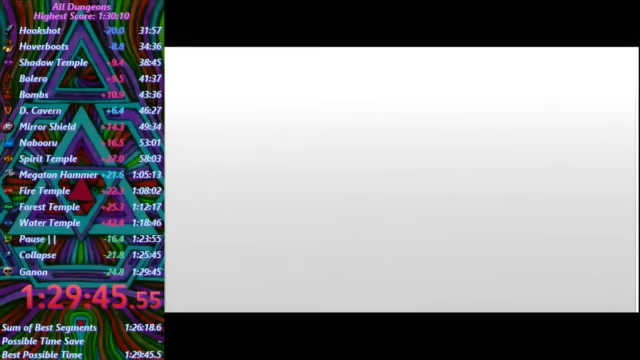 All Dungeons
Highest Score: 1:30:10
Hookshot -20.0 31:57
Hoverboots -8.8 34:36
Shadow Temple +9.4 38:45
Bolero +9.5 41:37
Bombs +10.9 43:36
D. Cavern +6.4 46:27
Mirror Shield +14.3 49:34
Nabooru +16.5 53:01
Spirit Temple +27.0 58:03
Megaton Hammer +21.6 1:05:13
Fire Temple +22.3 1:08:02
Forest Temple +25.3 1:12:17
Water Temple +42.4 1:18:46
Pause || -16.4 1:23:55
Collapse -21.8 1:25:45
Ganon -24.8 1:29:45
1:29:45.55
Sum of Best Segments 1:26:18.6
Possible Time Save -
Best Possible Time 1:29:45.5